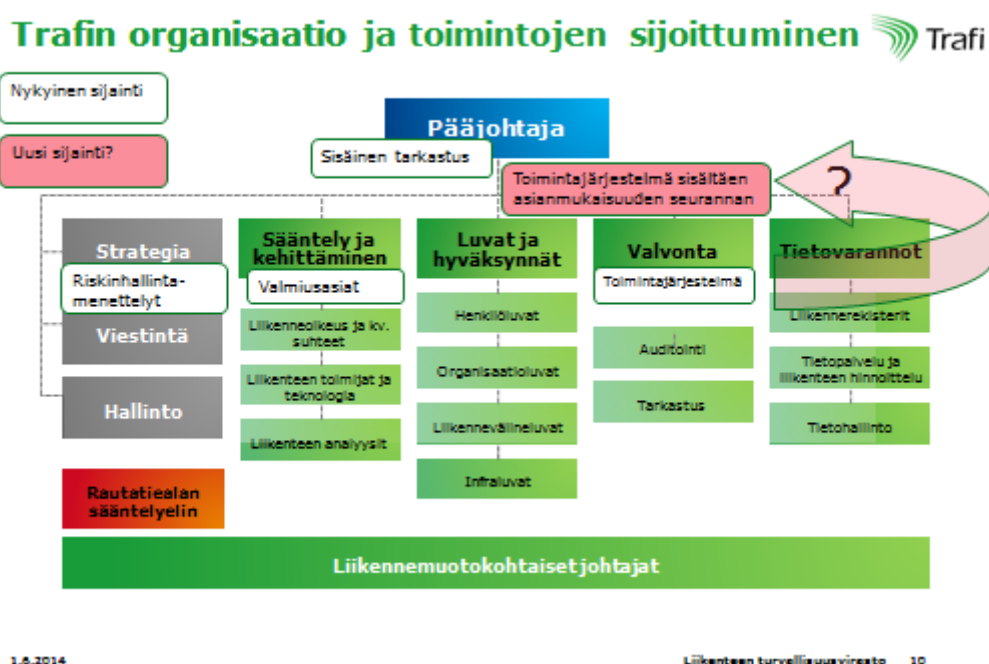 Trafin organisaatio ja toimintojen sijoittuminen
Trafi
Nykyinen sijainti
Uusi sijainti?
Pääjohtaja
Sisäinen tarkastus
Toimintajärjestelmä sisältäen
asianmukaisuuden seurannan
?
Strategia
Riskinhallinta-
menettelyt
Viestintä
Hallinto
Rautatiealan
sääntelyelin
Sääntely ja
kehittäminen
Valmiusasiat
Liikenneoikeus ja kv.
suhteet
Liikenteen toimijat ja
teknologia
Liikenteen analyysit
Luvat ja
hyväksynnät
Henkilöluvat
Organisaatioluvat
Liikennevälineluvat
Infraluvat
Valvonta
Toimintajärjestelmä
Auditointi
Tarkastus
Tietovarannot
Liikennerekisterit
Tietopalvelu ja
liikenteen hinnoittelu
Tietohallinto
Liikennemuotokohtaiset johtajat
1.6.2014
Liikenteen turvallisuusvirasto 10